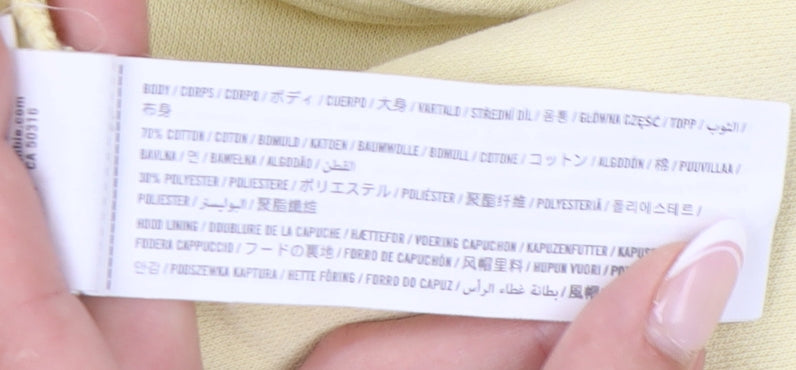 BODY / CORPS / CORPO / ボディ / CUERPO / 大身 / VARTALO / STŘEDNÍ DÍL / 몸통 / GŁÓWNA CZĘŚĆ / TOPP / الثوب /
布身
70% COTTON / COTON / BOMULD / KATOEN / BAUMWOLLE / BOMULL / COTONE / コットン / ALGODÓN / 棉 / PUUVILLAA /
BAVLNA / 면 / BAWEŁNA / ALGODÃO / القطن
30% POLYESTER / POLIESTERE / ポリエステル / POLIÉSTER / 聚酯纤维 / POLYESTERIÄ / 폴리에스테르 /
POLIESTER / البوليستر / 聚脂纖維
HOOD LINING / DOUBLURE DE LA CAPUCHE / HÆTTEFOR / VOERING CAPUCHON / KAPUZENFUTTER /
FODERA CAPPUCCIO / フードの裏地 / FORRO DE CAPUCHÓN / 风帽里料 / HUPUN VUORI /
안감 / PODSZEWKA KAPTURA / HETTE FÔRING / FORRO DO CAPUZ / بطانة غطاء الرأس / 風帽
CA 50316